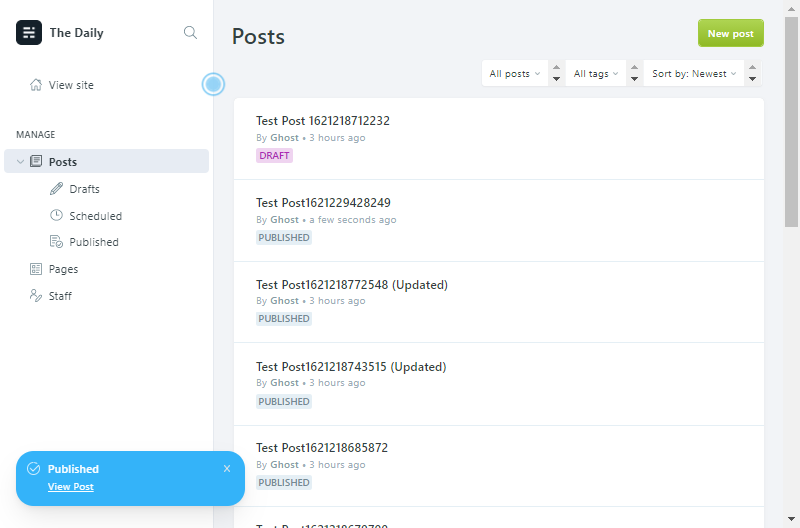 The Daily
View site
MANAGE
Posts
Drafts
Scheduled
Published
Pages
Staff
Published
View Post
Posts
New post
All posts
All tags
Sort by: Newest
Test Post 1621218712232
By Ghost • 3 hours ago
DRAFT
Test Post1621229428249
By Ghost • a few seconds ago
PUBLISHED
Test Post1621218772548 (Updated)
By Ghost • 3 hours ago
PUBLISHED
Test Post1621218743515 (Updated)
By Ghost • 3 hours ago
PUBLISHED
Test Post1621218685872
By Ghost • 3 hours ago
PUBLISHED